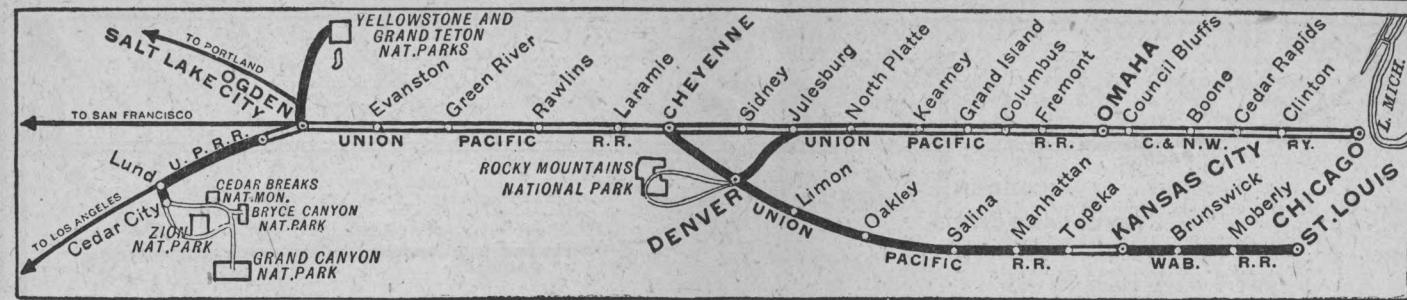 YELLOWSTONE AND
GRAND TETON
NAT. PARKS
TO PORTLAND
SALT LAKE CITY
OGDEN
TO SAN FRANCISCO
Evanston
Green River
Rawlins
Laramie
CHEYENNE
Sidney
Julesburg
North Platte
Kearney
Grand Island
Columbus
Fremont
OMAHA
Council Bluffs
Boone
Cedar Rapids
Clinton
CHICAGO
L. MICH.
UNION PACIFIC R.R.
UNION PACIFIC R.R.
C. & N.W. RY.
U. P. R. R.
Lund
Cedar City
TO LOS ANGELES
CEDAR BREAKS
NAT. MON.
BRYCE CANYON
NAT. PARK
ZION
NAT. PARK
GRAND CANYON
NAT. PARK
ROCKY MOUNTAINS
NATIONAL PARK
DENVER
Limon
Oakley
Salina
Manhattan
Topeka
KANSAS CITY
Brunswick
Moberly
ST. LOUIS
UNION PACIFIC R.R.
WAB. R.R.